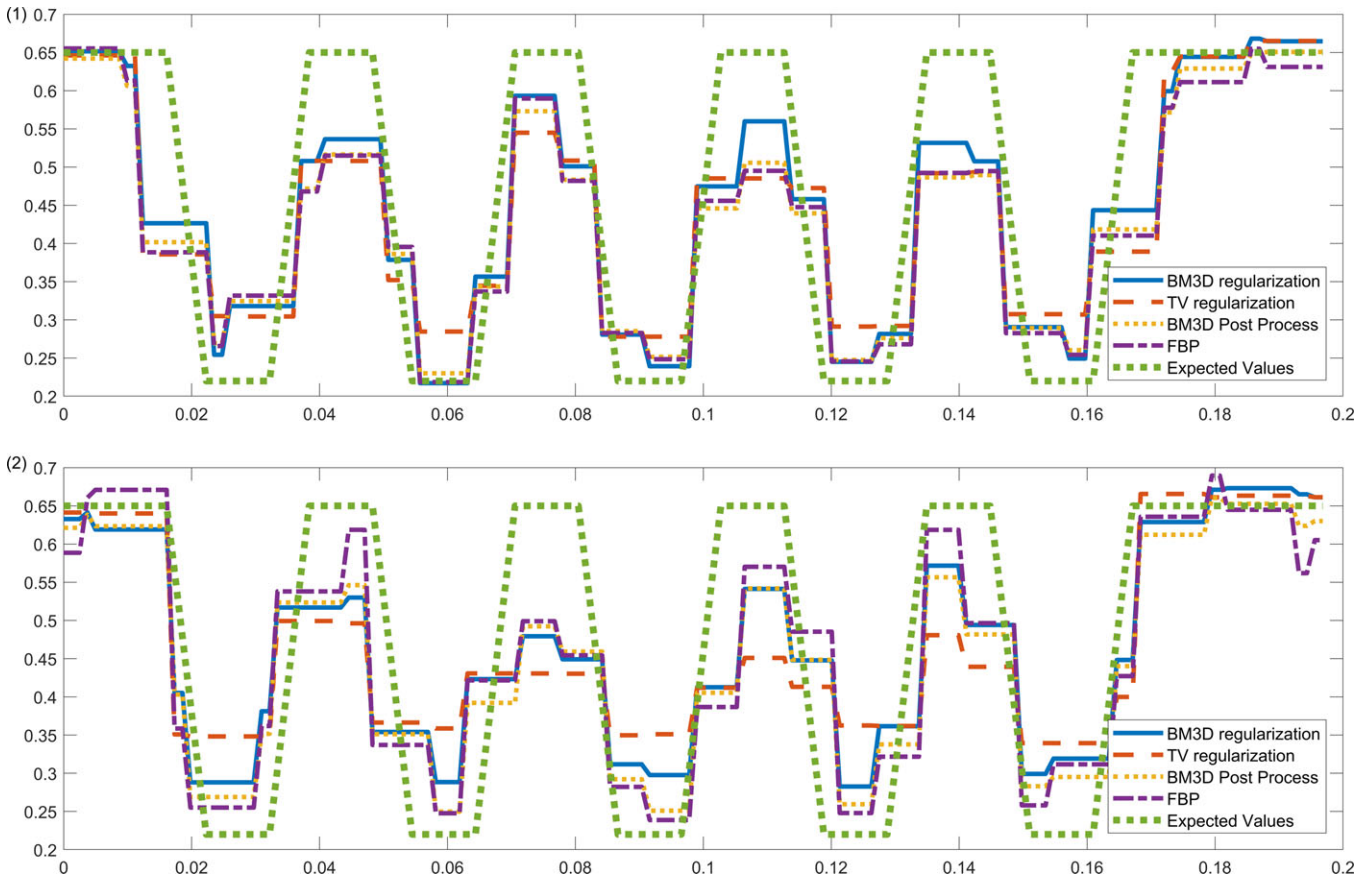 (1)
0.7
0.65
0.6
0.55
0.5
0.45
0.4
0.35
0.3
0.25
0.2
BM3D regularization
TV regularization
BM3D Post Process
FBP
Expected Values
0 0.02 0.04 0.06 0.08 0.1 0.12 0.14 0.16 0.18 0.2
(2)
0.7
0.65
0.6
0.55
0.5
0.45
0.4
0.35
0.3
0.25
0.2
BM3D regularization
TV regularization
BM3D Post Process
FBP
Expected Values
0 0.02 0.04 0.06 0.08 0.1 0.12 0.14 0.16 0.18 0.2